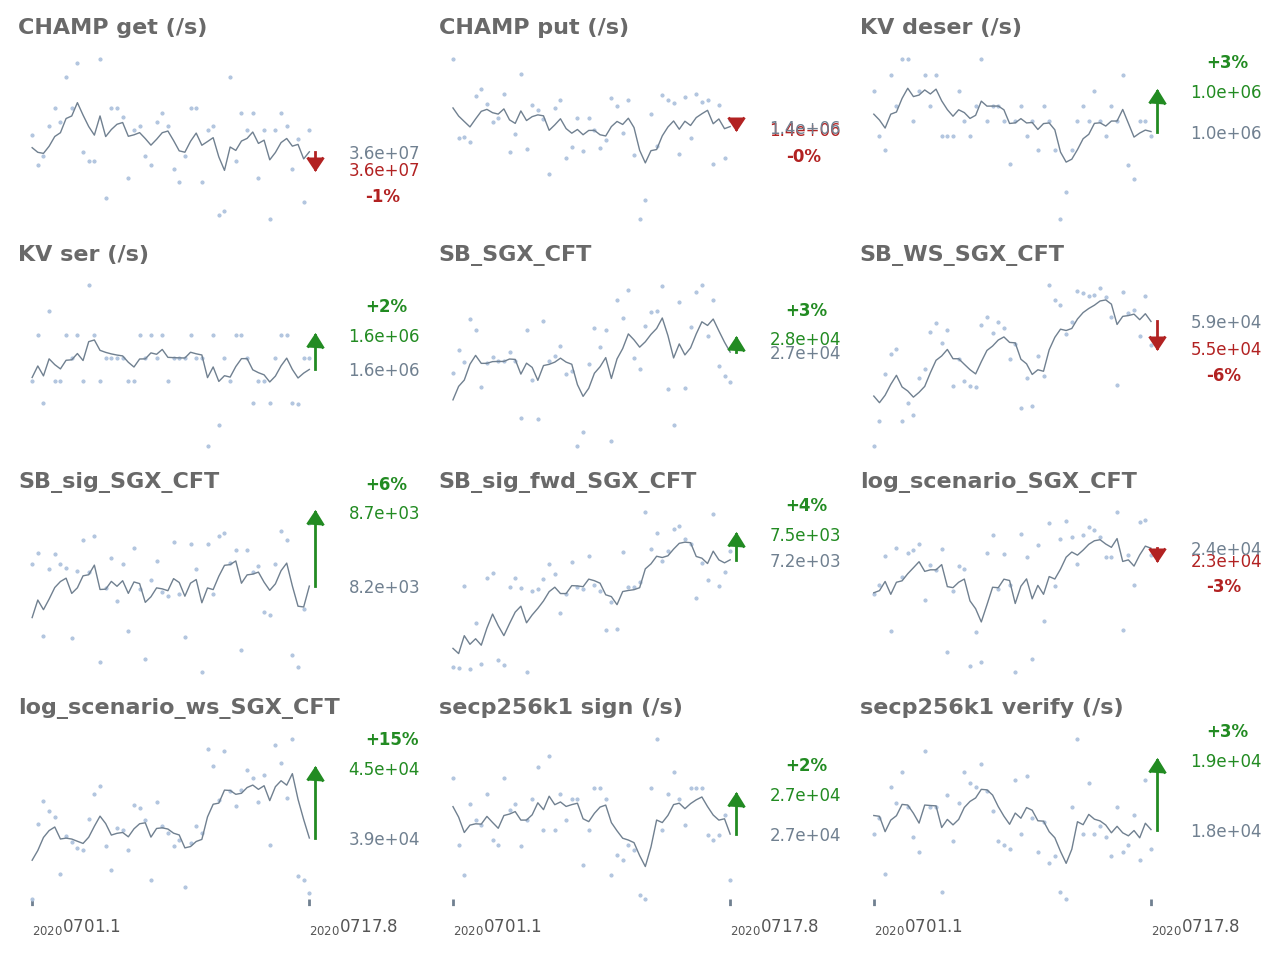 CHAMP get (/s)
3.6e+07
3.6e+07
-1%
CHAMP put (/s)
1.4e+06
1.4e+06
-0%
KV deser (/s)
+3%
1.0e+06
1.0e+06
KV ser (/s)
+2%
1.6e+06
1.6e+06
SB_SGX_CFT
+3%
2.8e+04
2.7e+04
SB_WS_SGX_CFT
5.9e+04
5.5e+04
-6%
SB_sig_SGX_CFT
+6%
8.7e+03
8.2e+03
SB_sig_fwd_SGX_CFT
+4%
7.5e+03
7.2e+03
log_scenario_SGX_CFT
2.4e+04
2.3e+04
-3%
log_scenario_ws_SGX_CFT
+15%
4.5e+04
3.9e+04
secp256k1 sign (/s)
+2%
2.7e+04
2.7e+04
secp256k1 verify (/s)
+3%
1.9e+04
1.8e+04
20200701.1
20200717.8
20200701.1
20200717.8
20200701.1
20200717.8